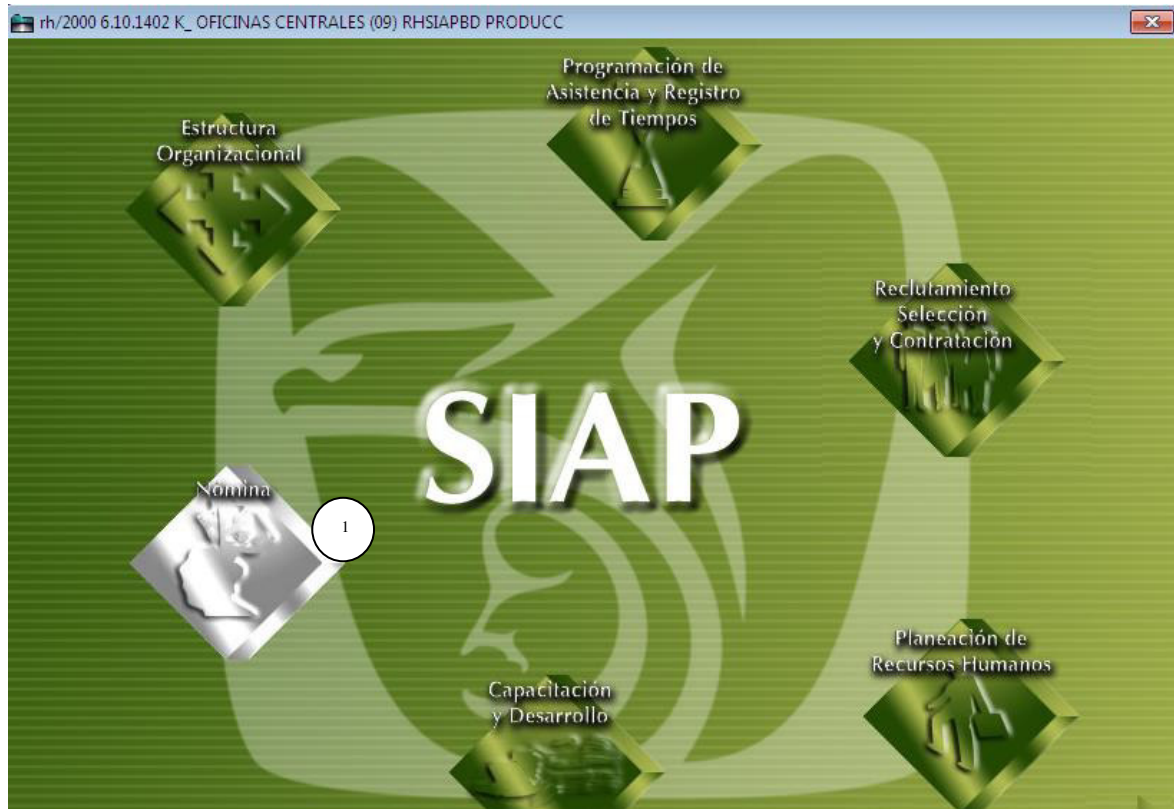 rh/2000 6.10.1402 K_ OFICINAS CENTRALES (09) RHSIAPBD PRODUCC
Programación de
Asistencia y Registro
de Tiempos
Estructura
Organizacional
Reclutamiento
Selección
y Contratación
SIAP
Nómina
1
Planeación de
Recursos Humanos
Capacitación
y Desarrollo